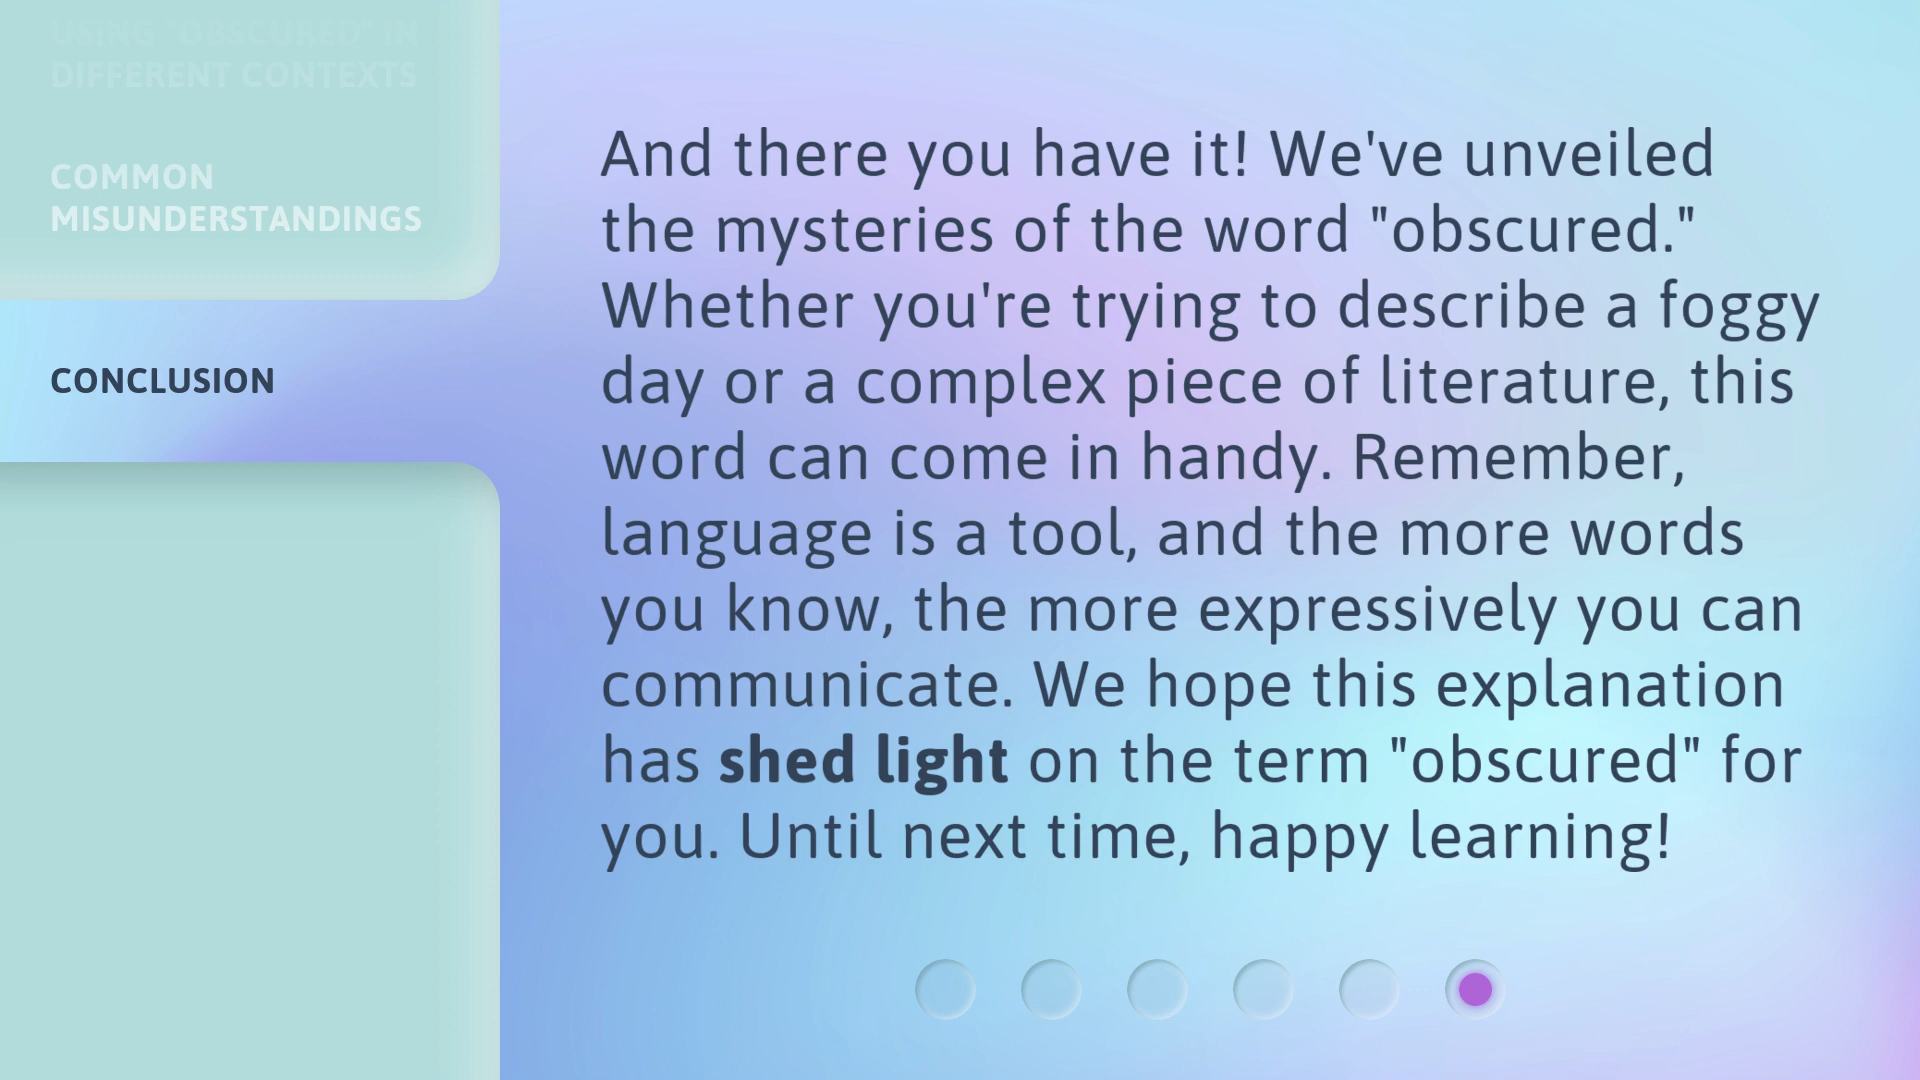 USING "OBSCURED" IN
DIFFERENT CONTEXTS
COMMON
MISUNDERSTANDINGS
CONCLUSION
And there you have it! We've unveiled
the mysteries of the word "obscured."
Whether you're trying to describe a foggy
day or a complex piece of literature, this
word can come in handy. Remember,
language is a tool, and the more words
you know, the more expressively you can
communicate. We hope this explanation
has shed light on the term "obscured" for
you. Until next time, happy learning!